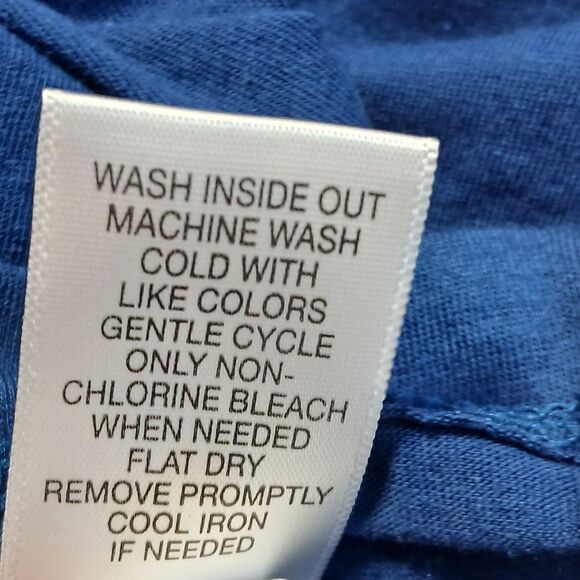 WASH INSIDE OUT
MACHINE WASH
COLD WITH
LIKE COLORS
GENTLE CYCLE
ONLY NON-
CHLORINE BLEACH
WHEN NEEDED
FLAT DRY
REMOVE PROMPTLY
COOL IRON
IF NEEDED